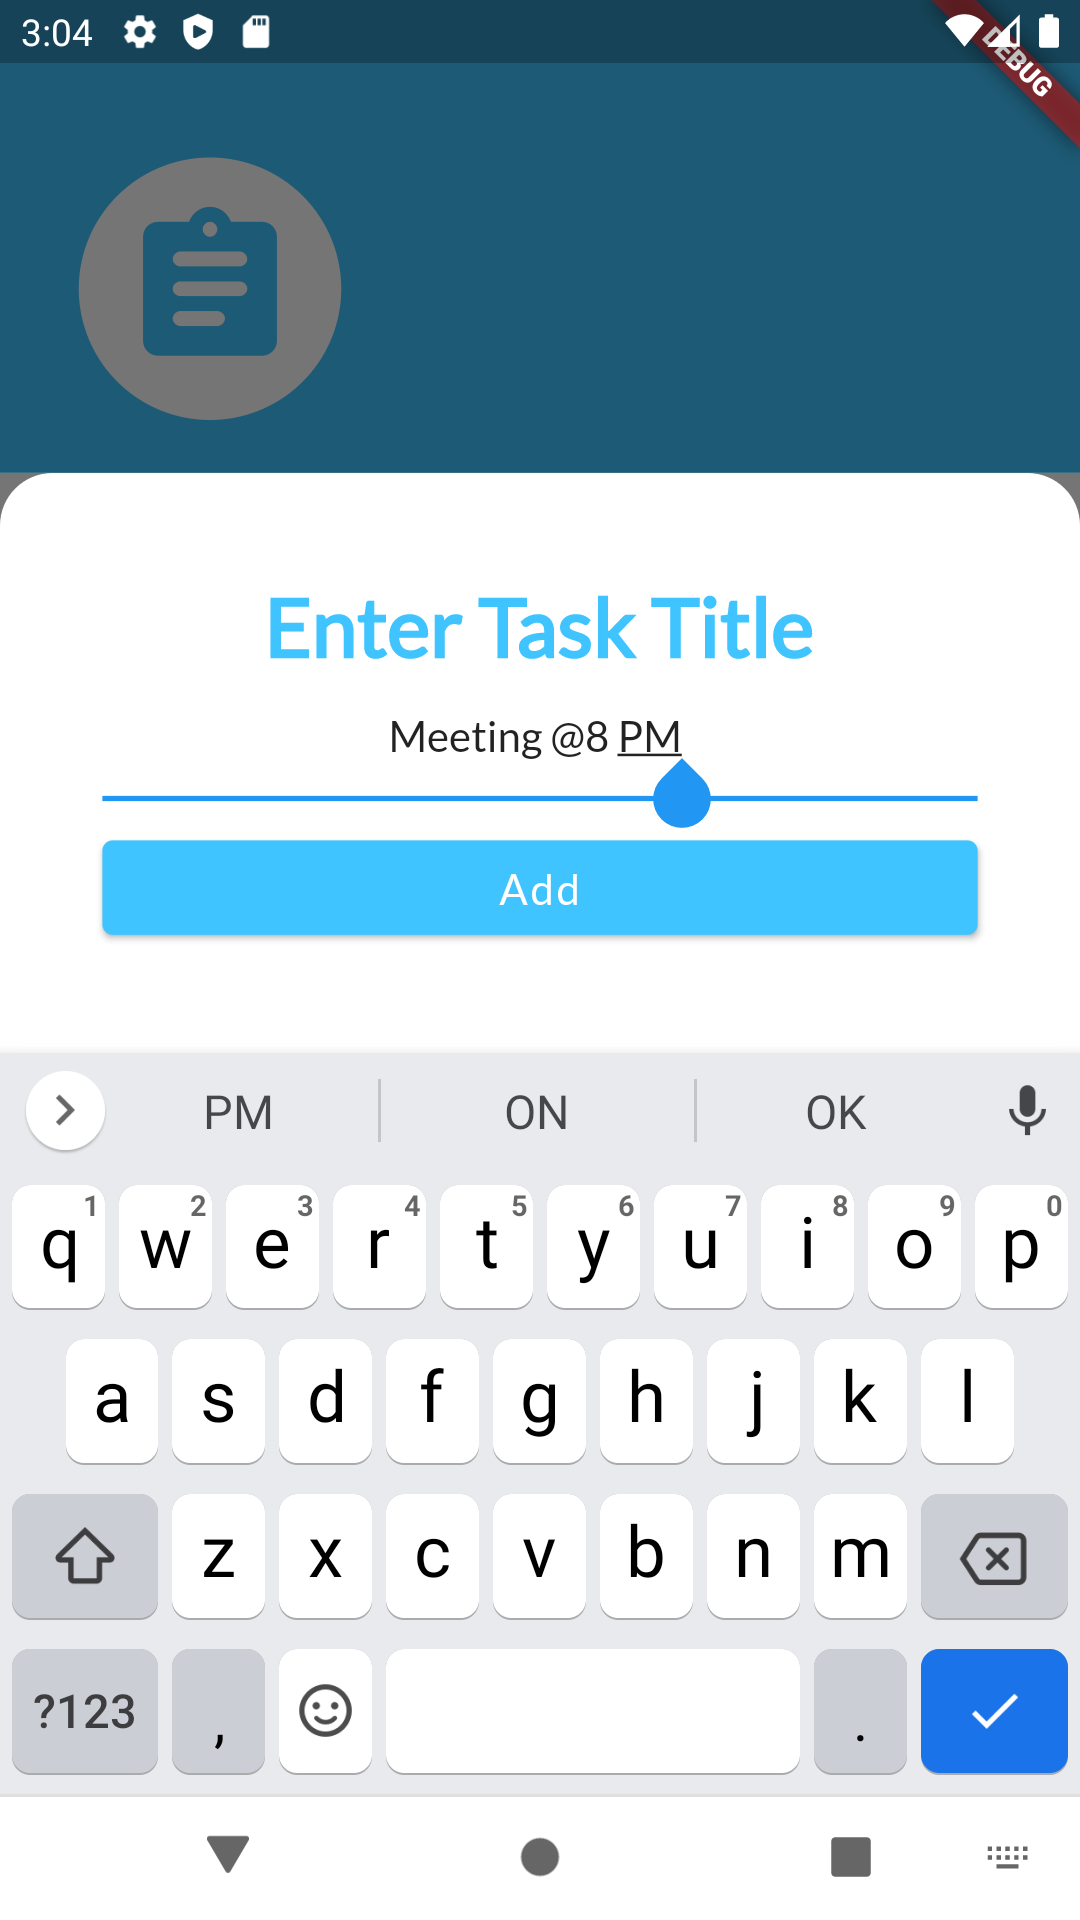 3:04
DEBUG
Enter Task Title
Meeting @8 PM
Add
PM ON OK
1 2 3 4 5 6 7 8 9 0
q w e r t y u i o p
a s d f g h j k l
z x c v b n m
?123 , .